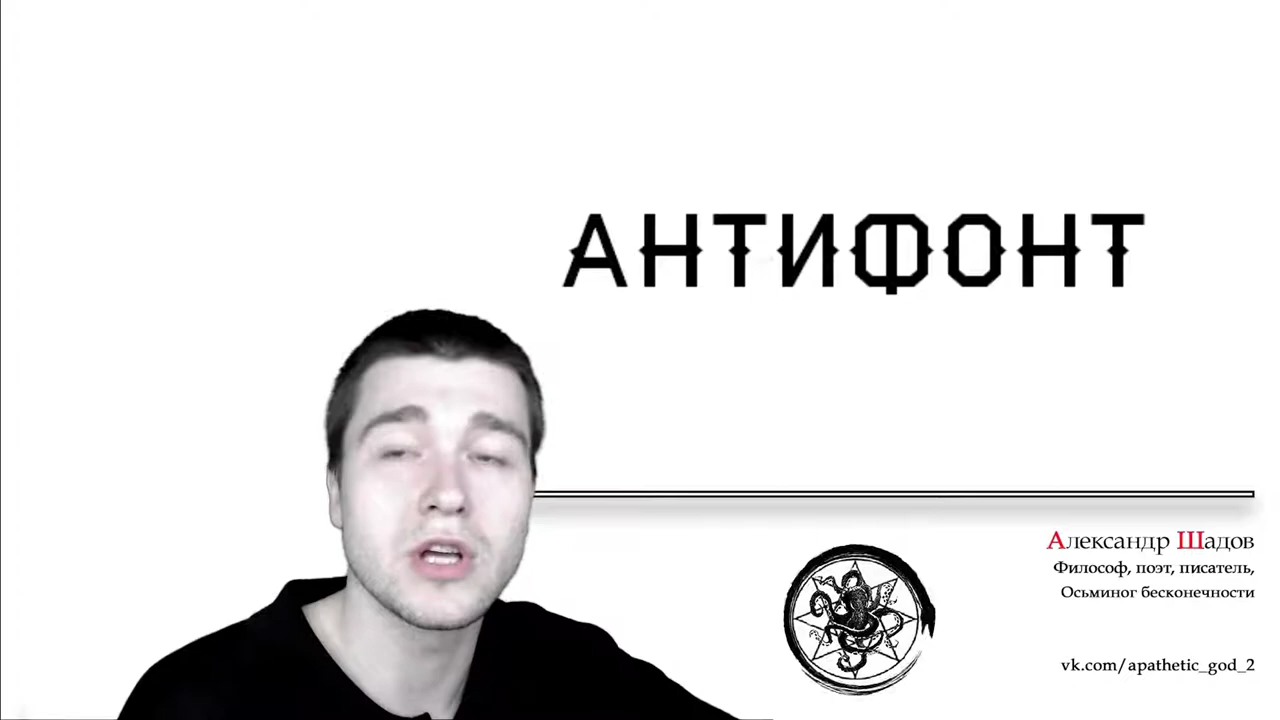 АНТИФОНТ
Александр Шадов
Философ, поэт, писатель,
Осьминог бесконечности
vk.com/apathetic_god_2